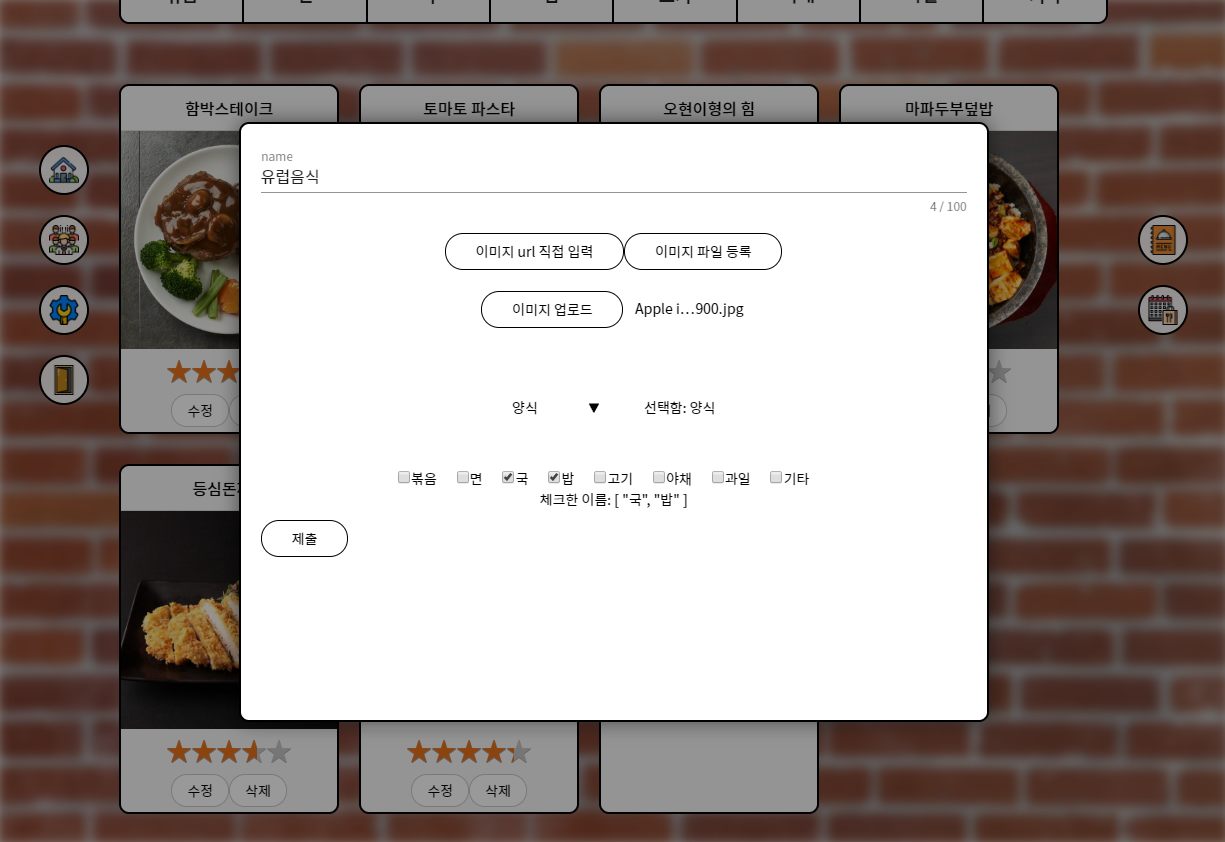 함박스테이크
토마토 파스타
오현이형의 힘
마파두부덮밥
name
유럽음식
4 / 100
이미지 url 직접 입력
이미지 파일 등록
이미지 업로드
Apple i…900.jpg
양식
▼
선택함: 양식
볶음
면
국
밥
고기
야채
과일
기타
체크한 이름: [ "국", "밥" ]
제출
수정
수정
삭제
수정
삭제